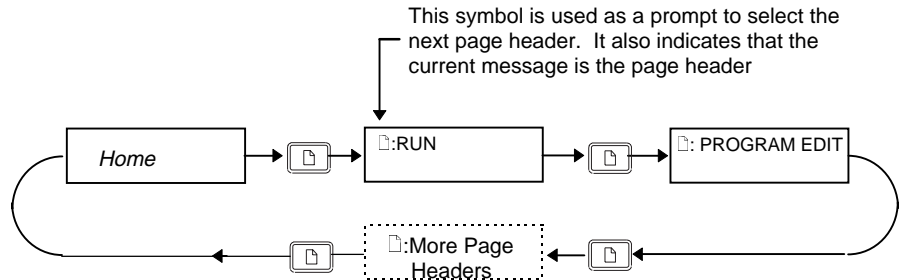 This symbol is used as a prompt to select the
next page header. It also indicates that the
current message is the page header
Home
:RUN
: PROGRAM EDIT
:More Page
Headers